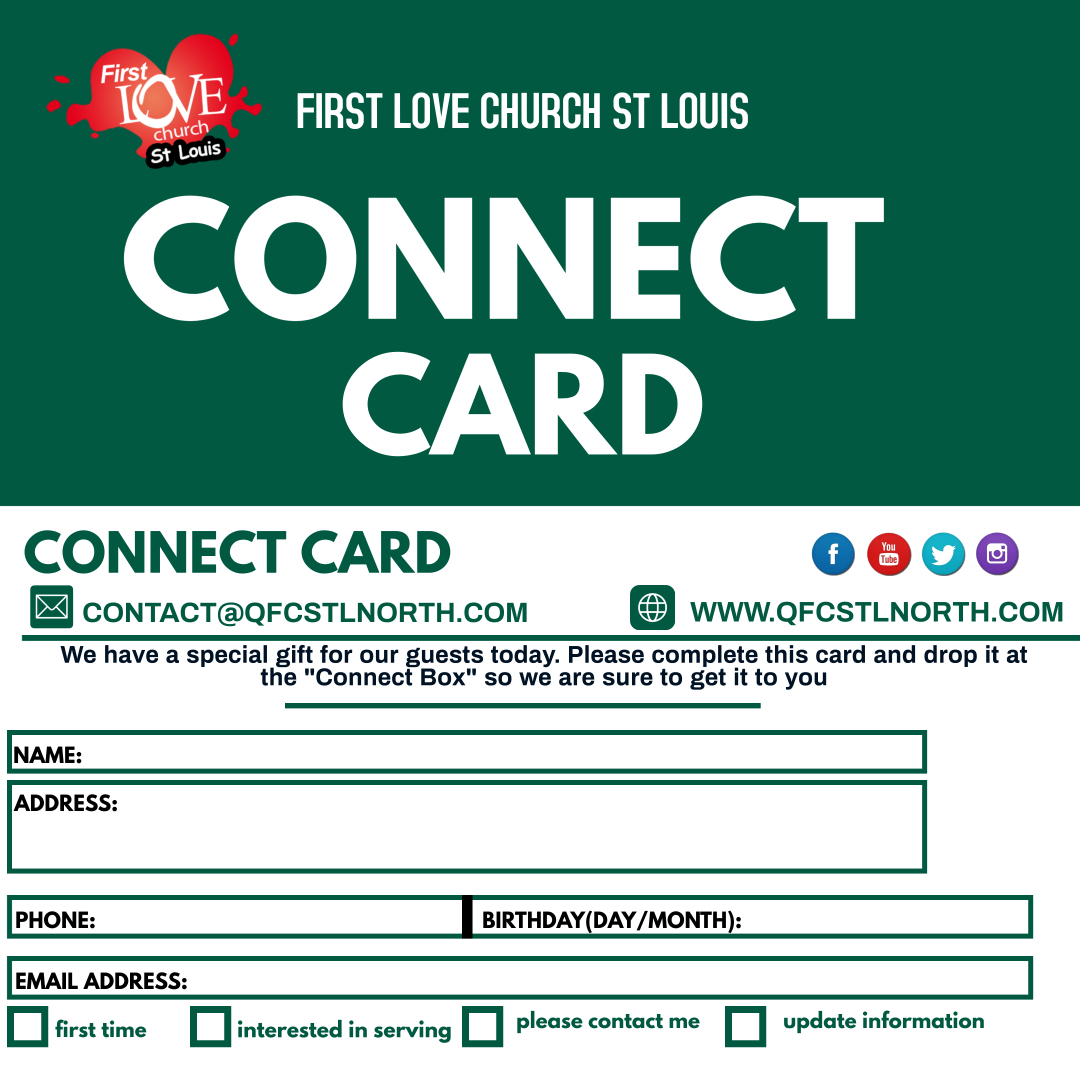 First
LOVE
church
St Louis
FIRST LOVE CHURCH ST LOUIS
CONNECT
CARD
CONNECT CARD
f
You
Tube
CONTACT@QFCSTLNORTH.COM
WWW.QFCSTLNORTH.COM
We have a special gift for our guests today. Please complete this card and drop it at
the "Connect Box" so we are sure to get it to you
NAME:
ADDRESS:
PHONE:
BIRTHDAY(DAY/MONTH):
EMAIL ADDRESS:
first time
interested in serving
please contact me
update information